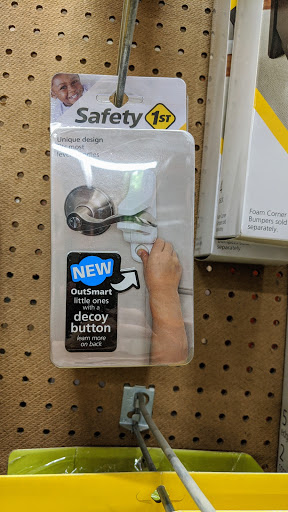 Safety 1ST
Unique design
most
NEW
OutSmart
little ones
with a
decoy
button
learn more
on back
Foam Corner
Bumpers sold
separately.